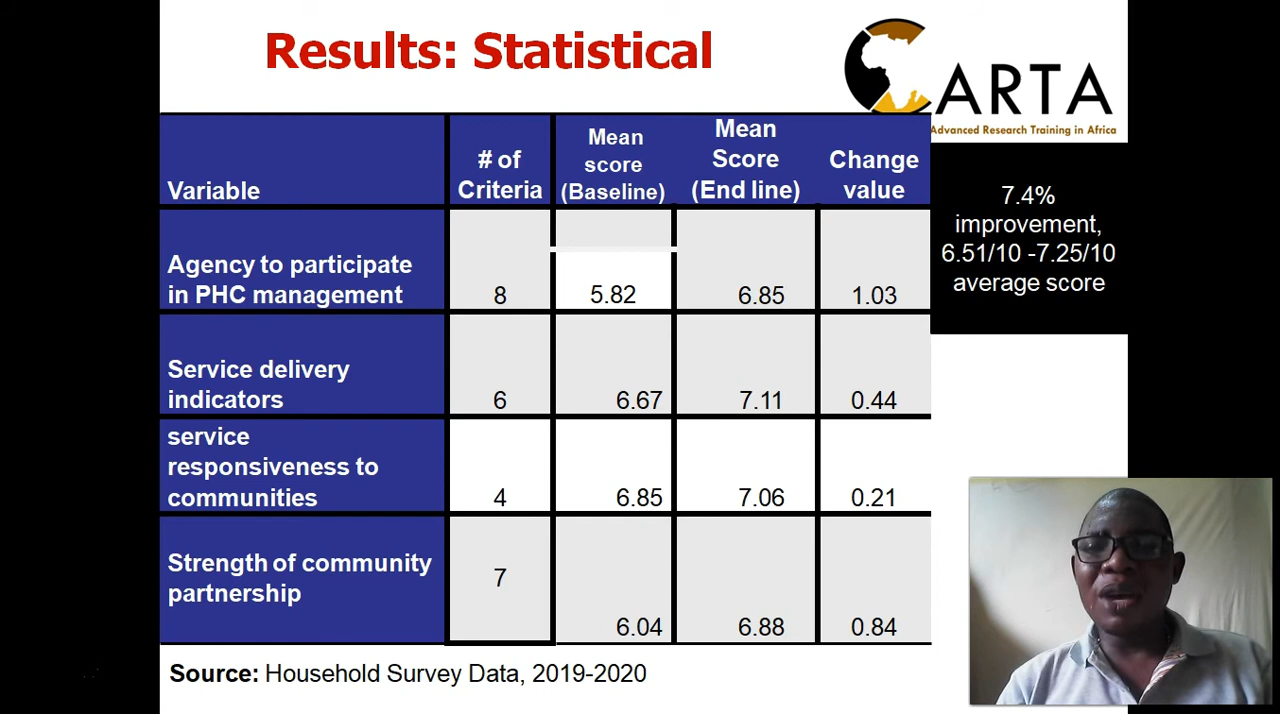 Results: Statistical
CARTA
Advanced Research Training in Africa
Variable
# of
Criteria
Mean
score
(Baseline)
Mean
Score
(End line)
Change
value
7.4%
improvement,
6.51/10 -7.25/10
average score
Agency to participate
in PHC management
8
5.82
6.85
1.03
Service delivery
indicators
6
6.67
7.11
0.44
service
responsiveness to
communities
4
6.85
7.06
0.21
Strength of community
partnership
7
6.04
6.88
0.84
Source: Household Survey Data, 2019-2020